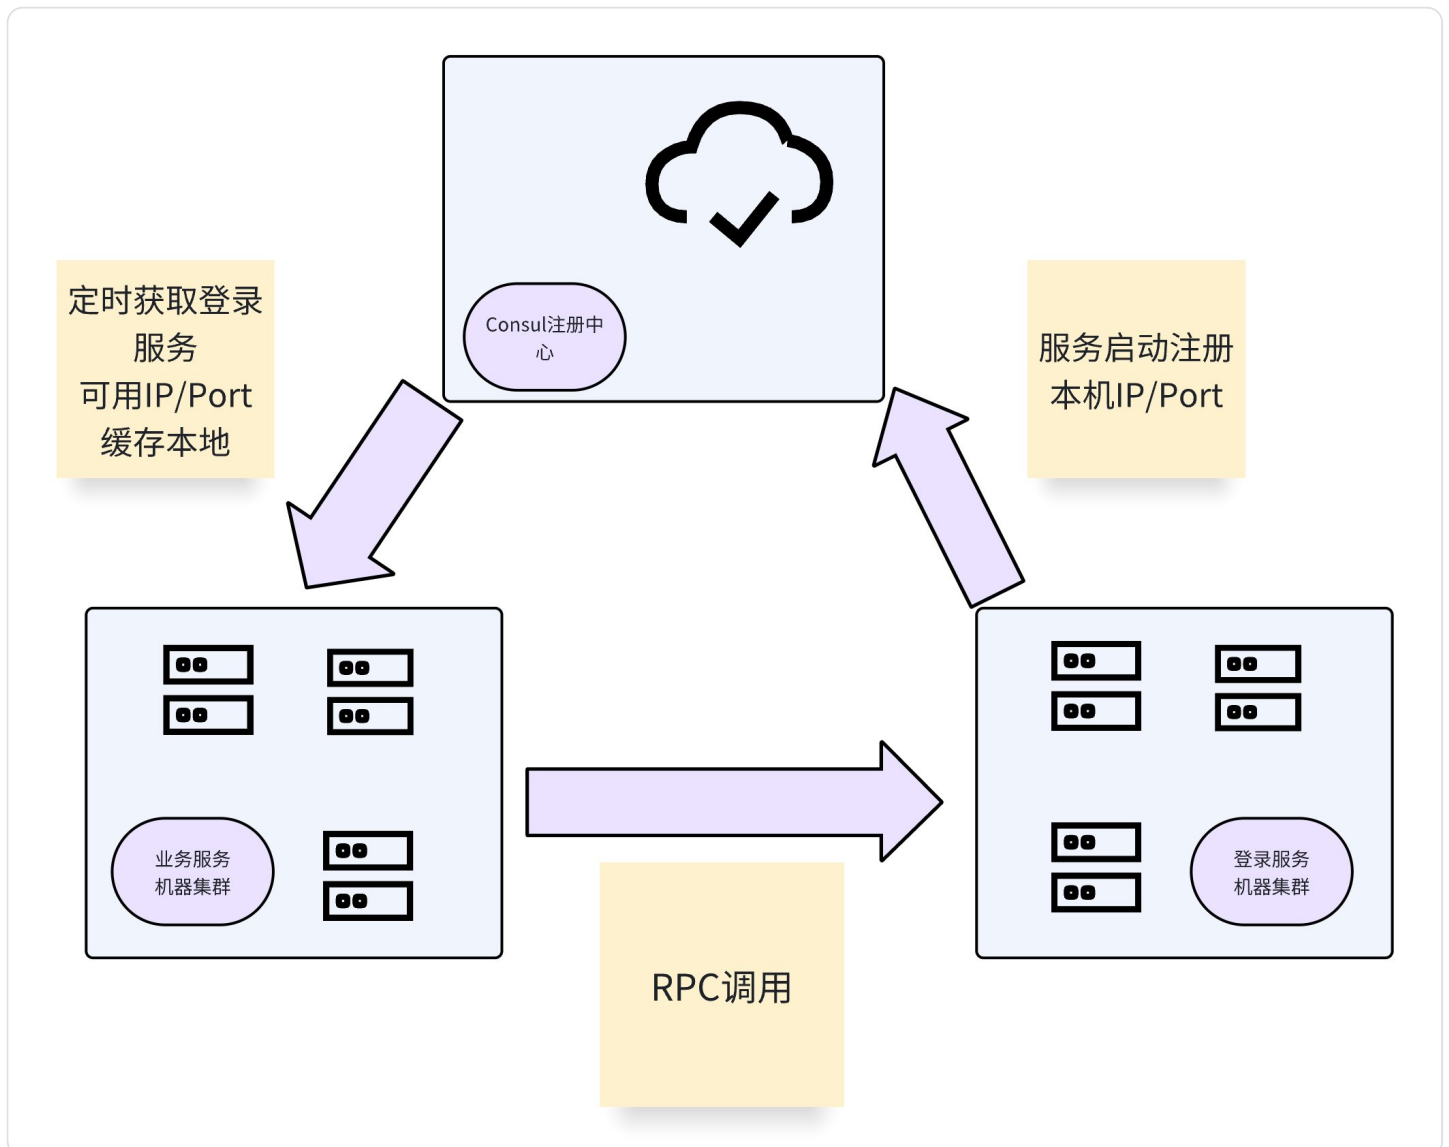 Consul注册中
心
定时获取登录
服务
可用IP/Port
缓存本地
服务启动注册
本机IP/Port
业务服务
机器集群
登录服务
机器集群
RPC调用